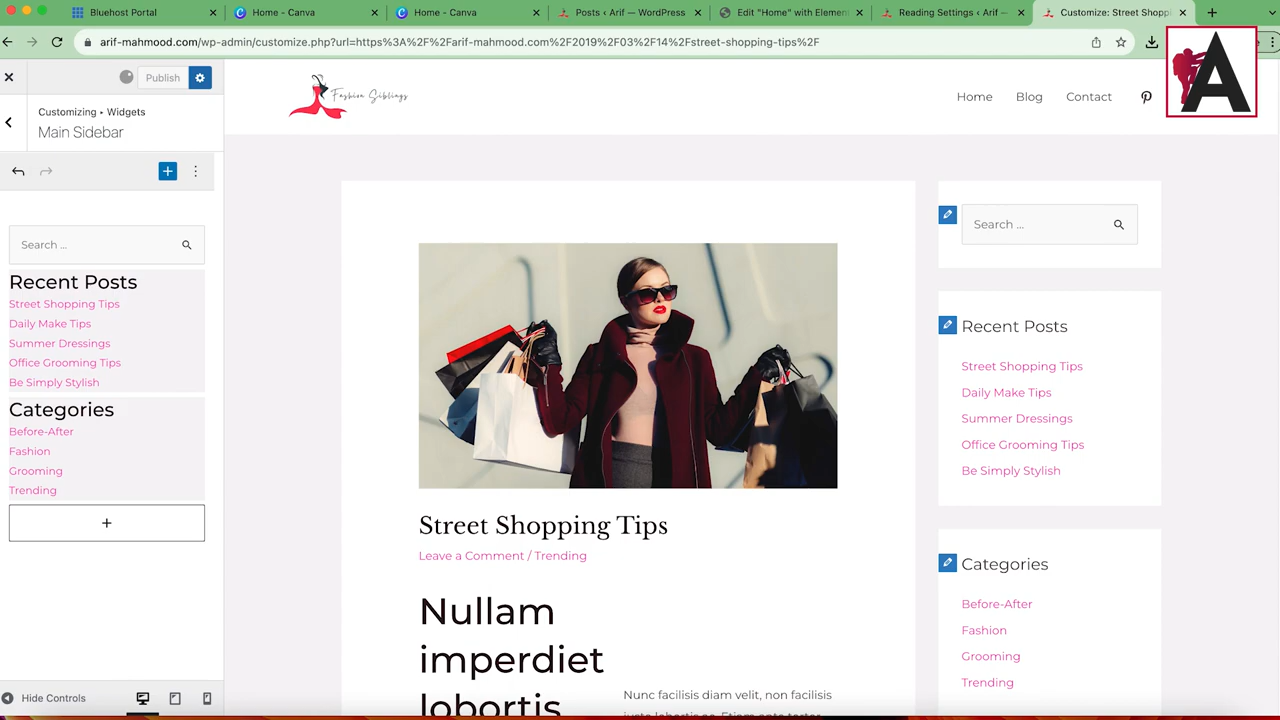 Bluehost Portal
Home - Canva
Home - Canva
Posts ‹ Arif — WordPress
Edit "Home" with Elemen
Reading Settings ‹ Arif —
Customize: Street Shoppi
arif-mahmood.com/wp-admin/customize.php?url=https%3A%2F%2Farif-mahmood.com%2F2019%2F03%2F14%2Fstreet-shopping-tips%2F
A
Publish
Customizing ▸ Widgets
Main Sidebar
Fashion Siblings
Home
Blog
Contact
Search ...
Recent Posts
Street Shopping Tips
Daily Make Tips
Summer Dressings
Office Grooming Tips
Be Simply Stylish
Categories
Before-After
Fashion
Grooming
Trending
Hide Controls
Street Shopping Tips
Leave a Comment / Trending
Nullam
imperdiet
lobortis
Nunc facilisis diam velit, non facilisis
Search ...
Recent Posts
Street Shopping Tips
Daily Make Tips
Summer Dressings
Office Grooming Tips
Be Simply Stylish
Categories
Before-After
Fashion
Grooming
Trending